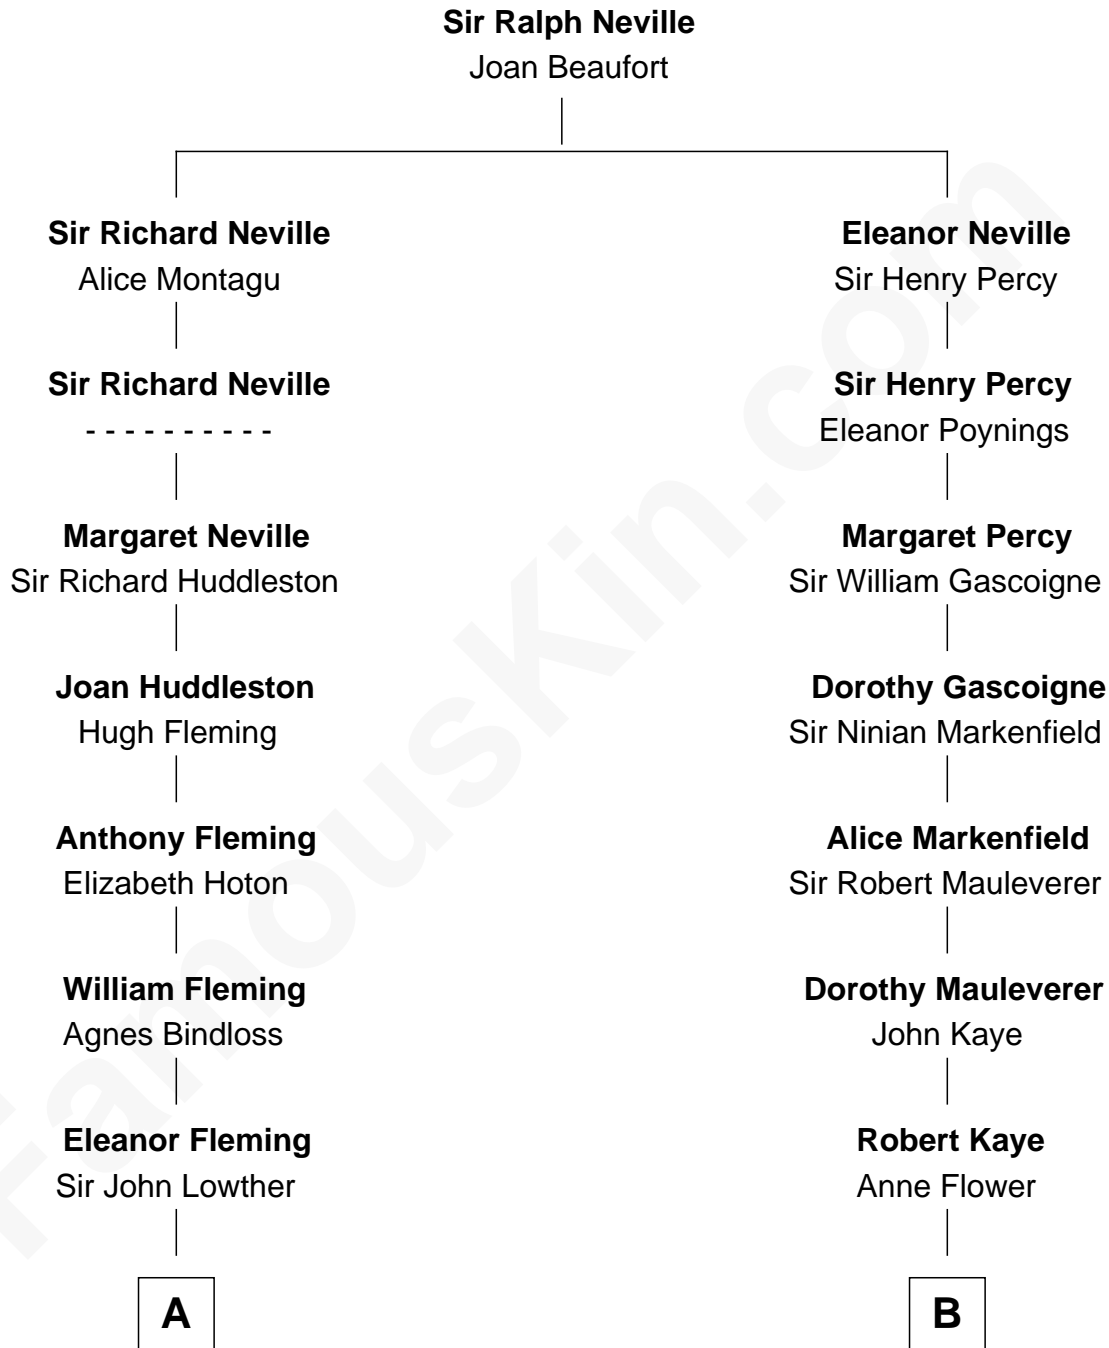 Sir Ralph Neville
Joan Beaufort
Sir Richard Neville
Alice Montagu
Sir Richard Neville
- - - - - - - - - -
Margaret Neville
Sir Richard Huddleston
Joan Huddleston
Hugh Fleming
Anthony Fleming
Elizabeth Hoton
William Fleming
Agnes Bindloss
Eleanor Fleming
Sir John Lowther
A
Eleanor Neville
Sir Henry Percy
Sir Henry Percy
Eleanor Poynings
Margaret Percy
Sir William Gascoigne
Dorothy Gascoigne
Sir Ninian Markenfield
Alice Markenfield
Sir Robert Mauleverer
Dorothy Mauleverer
John Kaye
Robert Kaye
Anne Flower
B
FamousKin.com